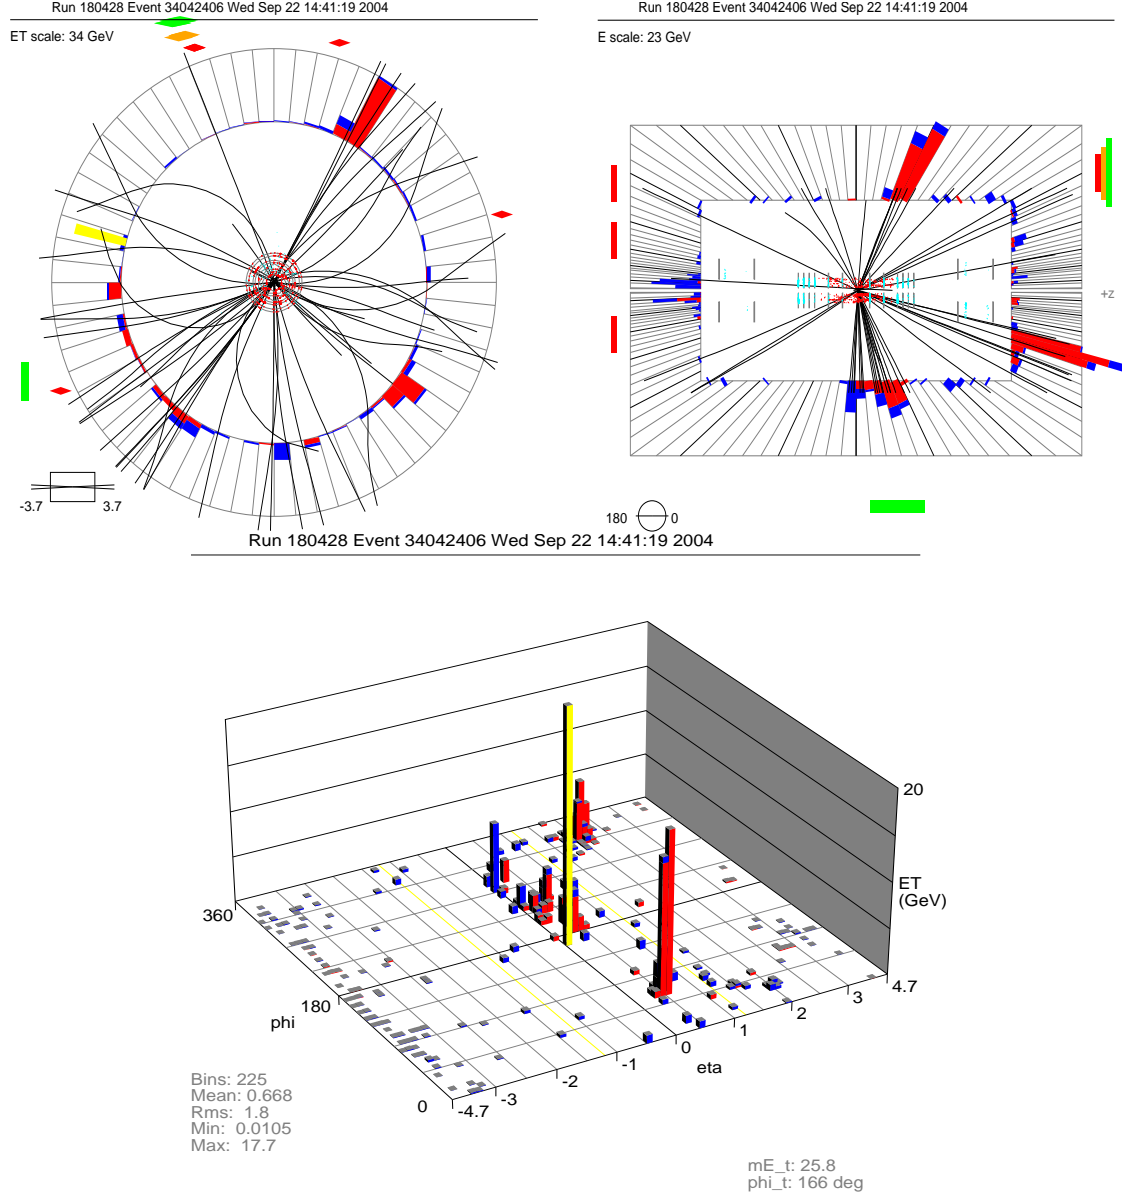 Run 180428 Event 34042406 Wed Sep 22 14:41:19 2004
ET scale: 34 GeV
-3.7 3.7
Run 180428 Event 34042406 Wed Sep 22 14:41:19 2004
E scale: 23 GeV
+z
180 0
Run 180428 Event 34042406 Wed Sep 22 14:41:19 2004
20
ET
(GeV)
360
180
phi
0
-4.7
-3
-2
-1
0
1
2
3
4.7
eta
Bins: 225
Mean: 0.668
Rms: 1.8
Min: 0.0105
Max: 17.7
mE_t: 25.8
phi_t: 166 deg